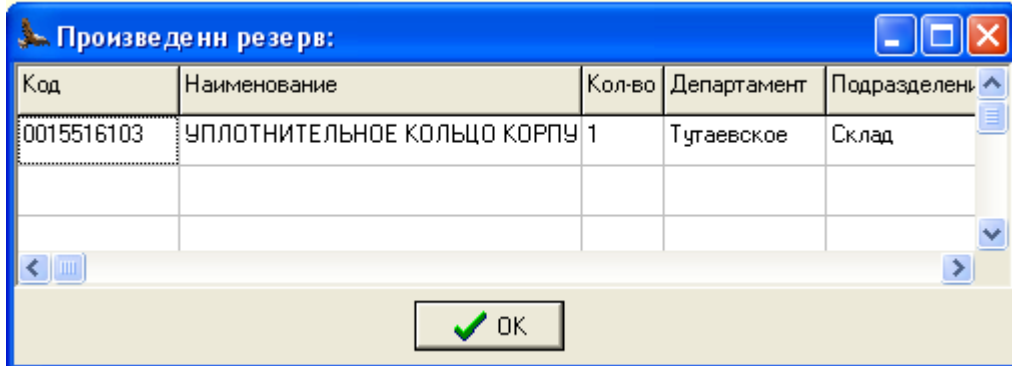 Произведенн резерв:
Код Наименование Кол-во Департамент Подразделени
0015516103 УПЛОТНИТЕЛЬНОЕ КОЛЬЦО КОРПУ 1 Тутаевское Склад
OK